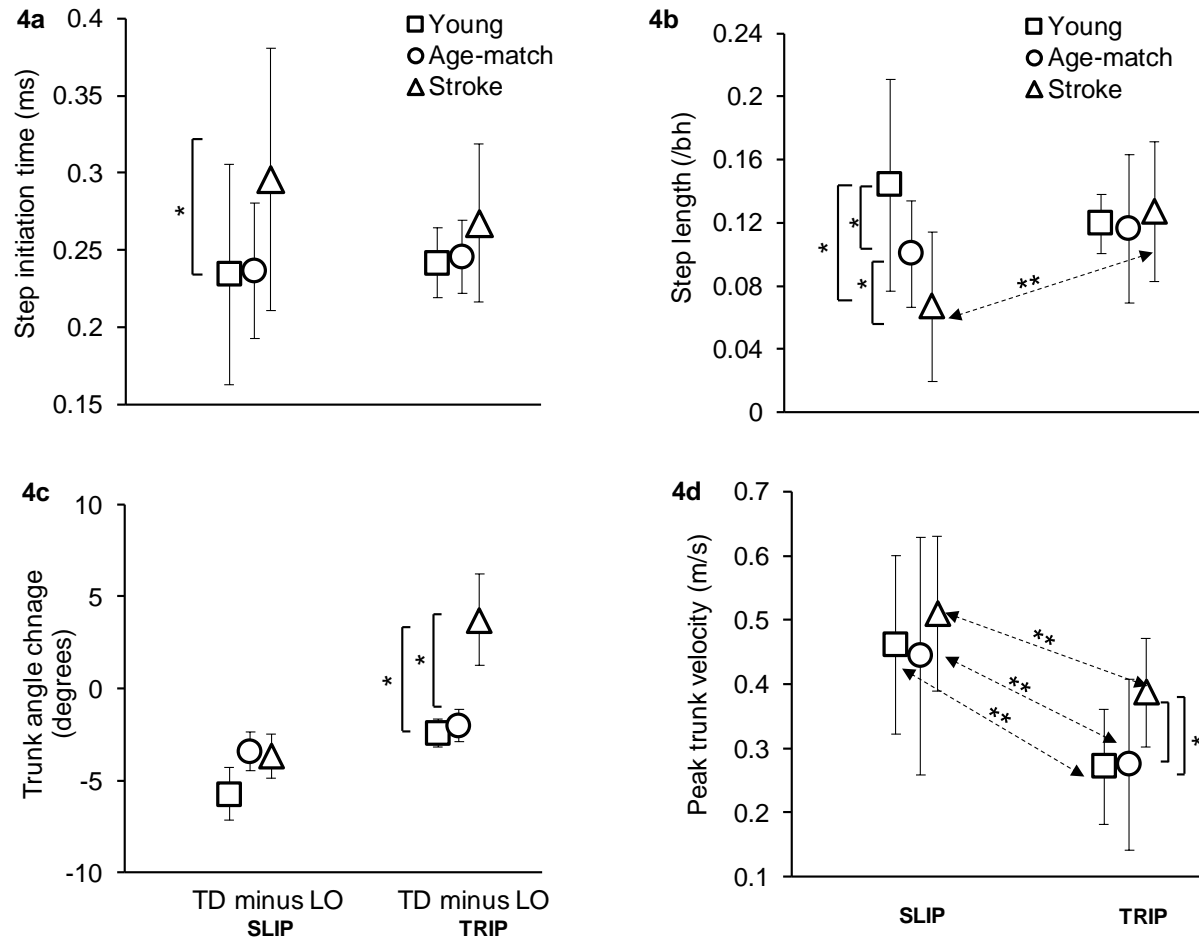 4a
Young
Age-match
Stroke
Step initiation time (ms)
0.4
0.35
0.3
0.25
0.2
0.15
*
4b
Young
Age-match
Stroke
Step length (/bh)
0.24
0.2
0.16
0.12
0.08
0.04
0
*
*
*
**
4c
Trunk angle chnage
(degrees)
10
5
0
-5
-10
*
*
TD minus LO
SLIP
TD minus LO
TRIP
4d
Peak trunk velocity (m/s)
0.7
0.6
0.5
0.4
0.3
0.2
0.1
**
**
**
*
SLIP
TRIP